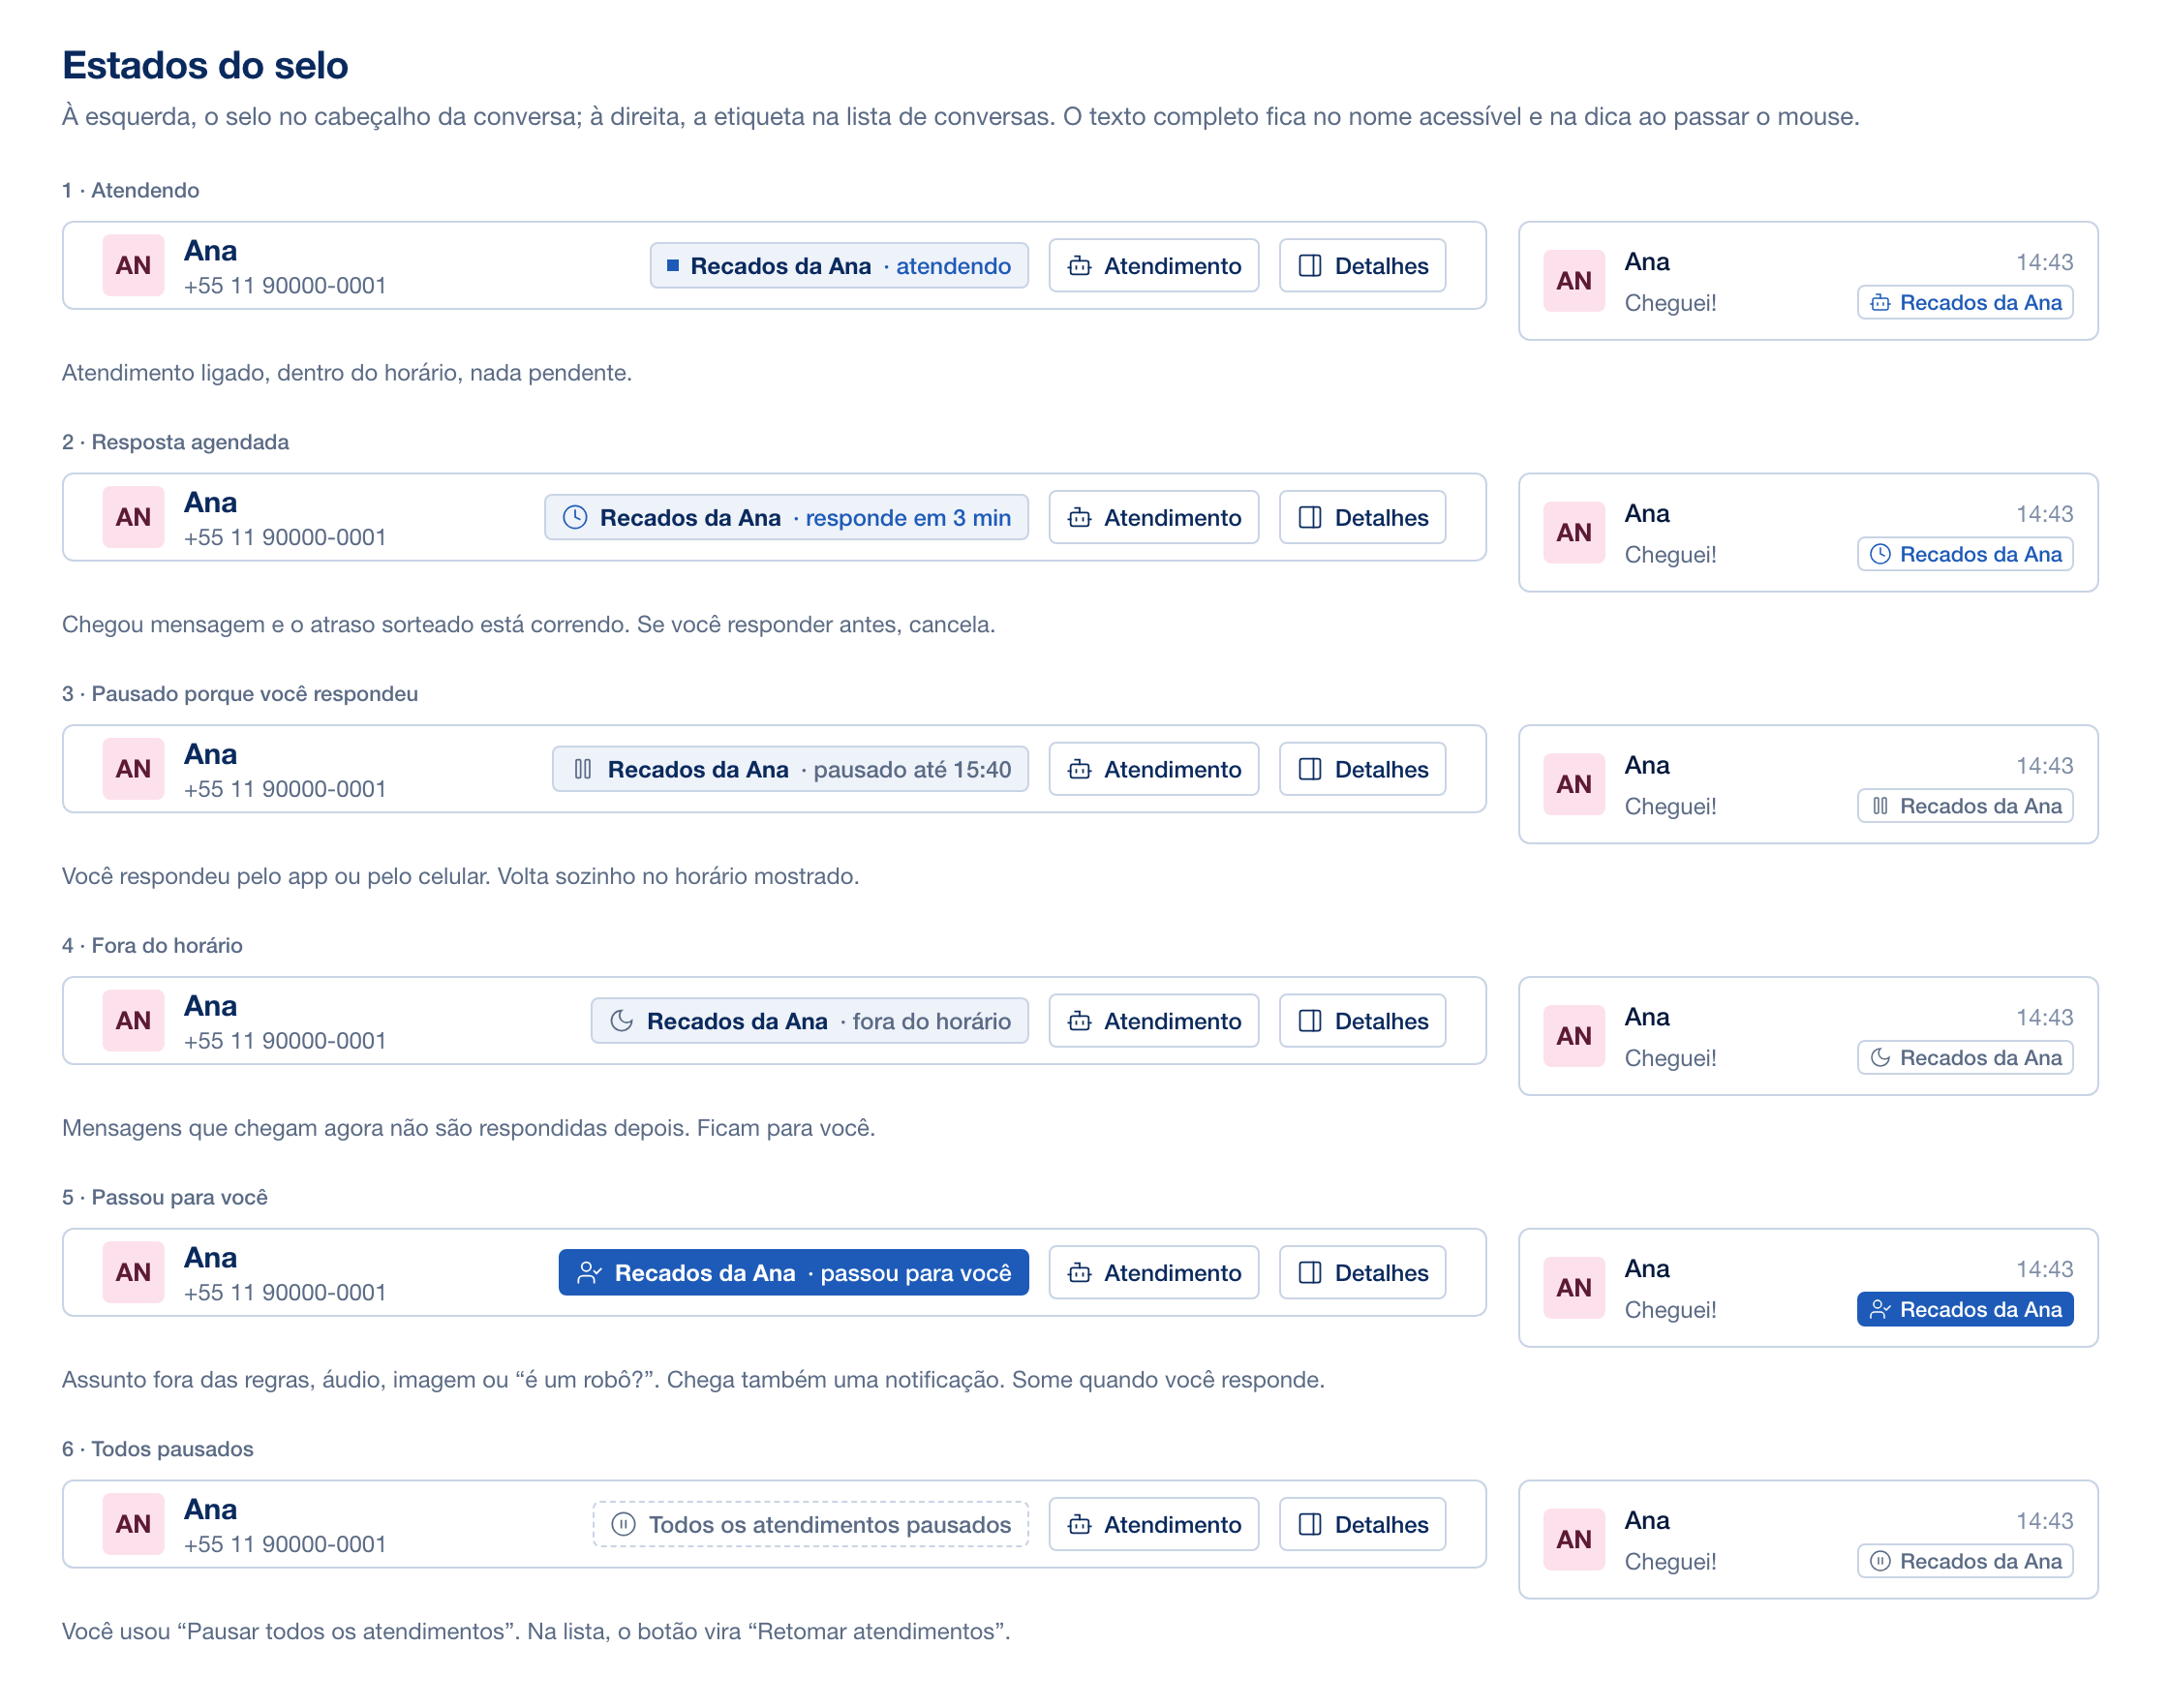 Estados do selo
À esquerda, o selo no cabeçalho da conversa; à direita, a etiqueta na lista de conversas. O texto completo fica no nome acessível e na dica ao passar o mouse.
1 · Atendendo
AN
Ana
+55 11 90000-0001
Recados da Ana · atendendo
Atendimento
Detalhes
AN
Ana
14:43
Cheguei!
Recados da Ana
Atendimento ligado, dentro do horário, nada pendente.
2 · Resposta agendada
AN
Ana
+55 11 90000-0001
Recados da Ana · responde em 3 min
Atendimento
Detalhes
AN
Ana
14:43
Cheguei!
Recados da Ana
Chegou mensagem e o atraso sorteado está correndo. Se você responder antes, cancela.
3 · Pausado porque você respondeu
AN
Ana
+55 11 90000-0001
Recados da Ana · pausado até 15:40
Atendimento
Detalhes
AN
Ana
14:43
Cheguei!
Recados da Ana
Você respondeu pelo app ou pelo celular. Volta sozinho no horário mostrado.
4 · Fora do horário
AN
Ana
+55 11 90000-0001
Recados da Ana · fora do horário
Atendimento
Detalhes
AN
Ana
14:43
Cheguei!
Recados da Ana
Mensagens que chegam agora não são respondidas depois. Ficam para você.
5 · Passou para você
AN
Ana
+55 11 90000-0001
Recados da Ana · passou para você
Atendimento
Detalhes
AN
Ana
14:43
Cheguei!
Recados da Ana
Assunto fora das regras, áudio, imagem ou “é um robô?”. Chega também uma notificação. Some quando você responde.
6 · Todos pausados
AN
Ana
+55 11 90000-0001
Todos os atendimentos pausados
Atendimento
Detalhes
AN
Ana
14:43
Cheguei!
Recados da Ana
Você usou “Pausar todos os atendimentos”. Na lista, o botão vira “Retomar atendimentos”.